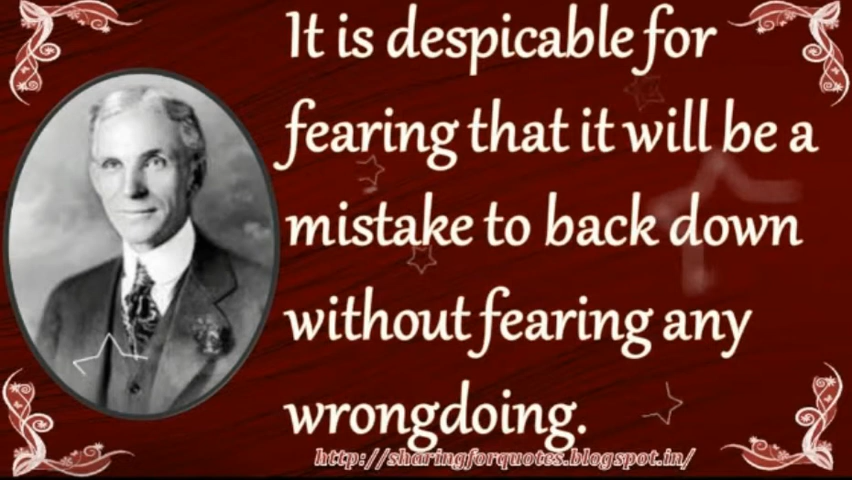 It is despicable for
fearing that it will be a
mistake to back down
without fearing any
wrongdoing.
http://sharingforquotes.blogspot.in/